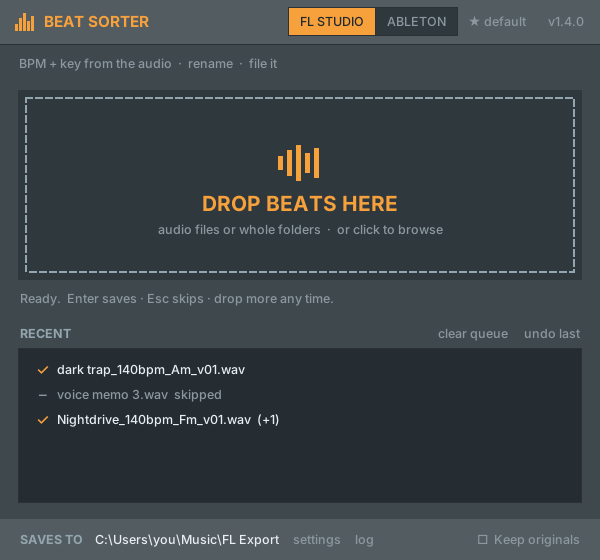 BEAT SORTER FL STUDIO ABLETON ★ default v1.4.0
BPM + key from the audio · rename · file it
DROP BEATS HERE
audio files or whole folders · or click to browse
Ready. Enter saves · Esc skips · drop more any time.
RECENT clear queue undo last
✓ dark trap_140bpm_Am_v01.wav
– voice memo 3.wav skipped
✓ Nightdrive_140bpm_Fm_v01.wav (+1)
SAVES TO C:\Users\you\Music\FL Export settings log ☐ Keep originals